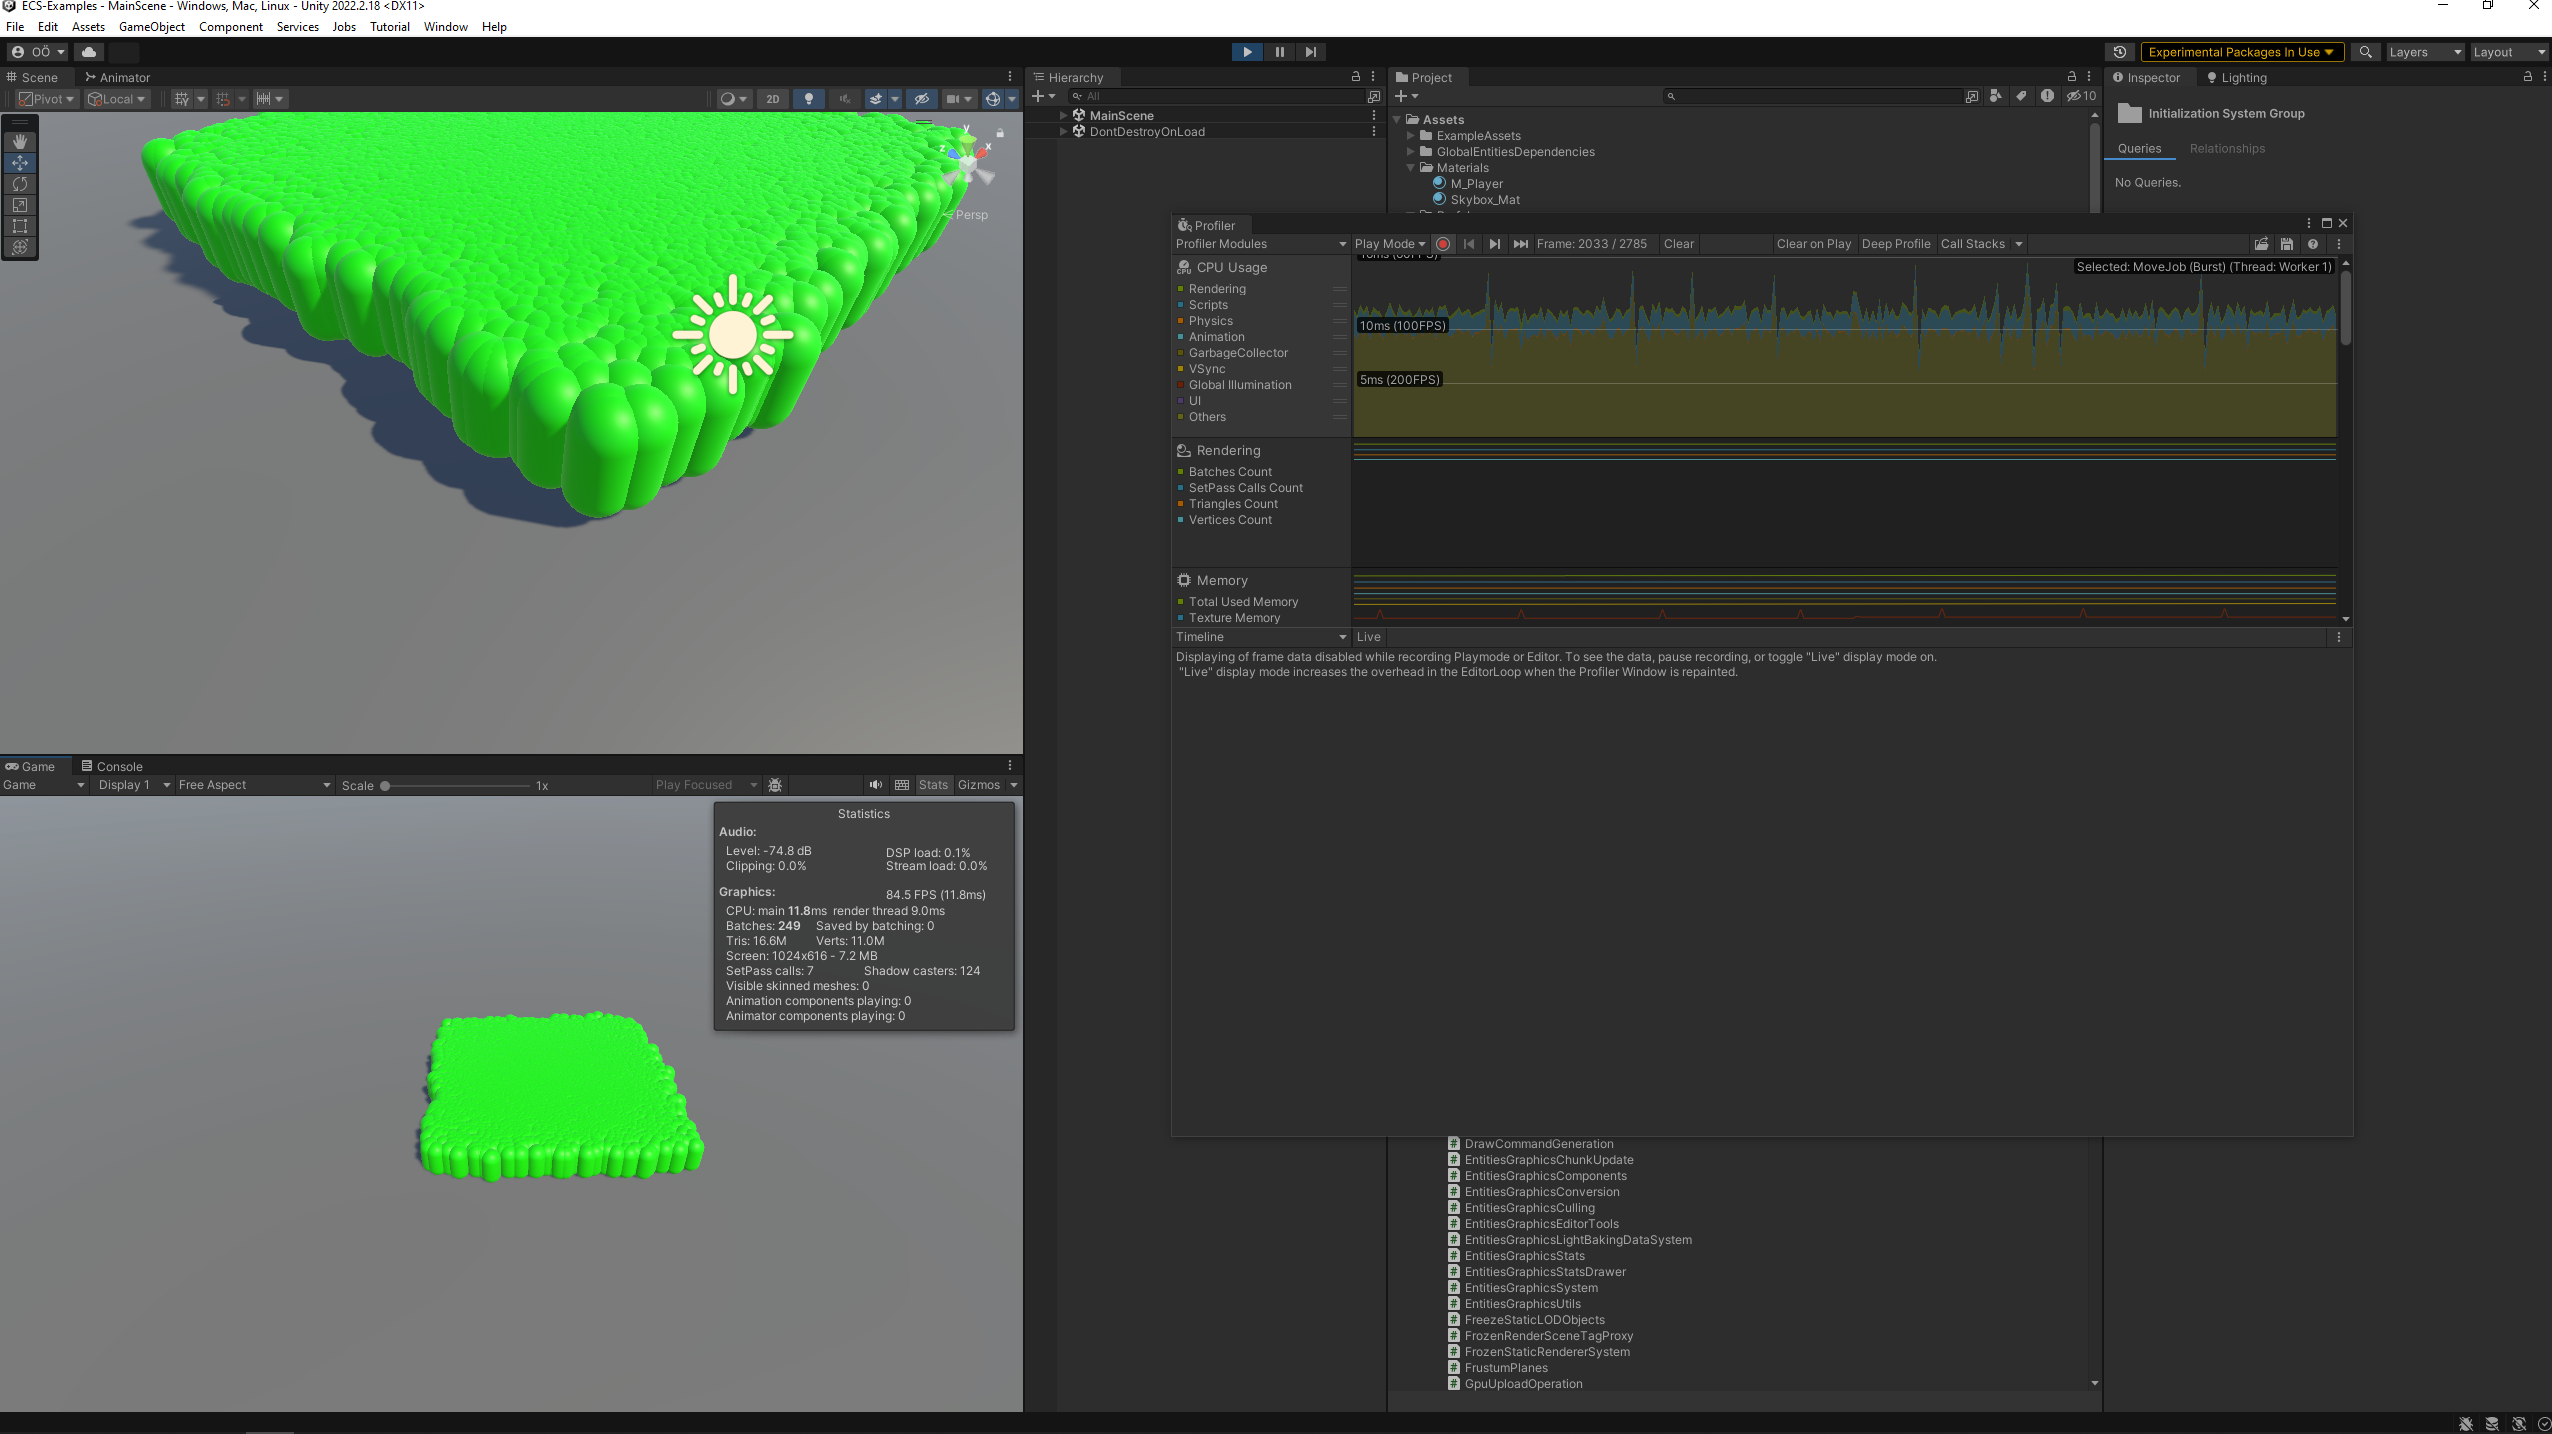 ECS-Examples - MainScene - Windows, Mac, Linux - Unity 2022.2.18 <DX11>
File Edit Assets GameObject Component Services Jobs Tutorial Window Help
OÖ
Experimental Packages In Use
Layers
Layout
Scene
Animator
Pivot
Local
2D
y
x
z
Persp
Hierarchy
All
MainScene
DontDestroyOnLoad
Project
10
Assets
ExampleAssets
GlobalEntitiesDependencies
Materials
M_Player
Skybox_Mat
Inspector
Lighting
Initialization System Group
Queries
Relationships
No Queries.
Profiler
Profiler Modules
Play Mode
Frame: 2033 / 2785
Clear
Clear on Play
Deep Profile
Call Stacks
CPU Usage
Rendering
Scripts
Physics
Animation
GarbageCollector
VSync
Global Illumination
UI
Others
Selected: MoveJob (Burst) (Thread: Worker 1)
10ms (100FPS)
5ms (200FPS)
Rendering
Batches Count
SetPass Calls Count
Triangles Count
Vertices Count
Memory
Total Used Memory
Texture Memory
Timeline
Live
Displaying of frame data disabled while recording Playmode or Editor. To see the data, pause recording, or toggle "Live" display mode on.
"Live" display mode increases the overhead in the EditorLoop when the Profiler Window is repainted.
Game
Console
Game
Display 1
Free Aspect
Scale
1x
Play Focused
Stats
Gizmos
Statistics
Audio:
Level: -74.8 dB
DSP load: 0.1%
Clipping: 0.0%
Stream load: 0.0%
Graphics:
84.5 FPS (11.8ms)
CPU: main 11.8ms render thread 9.0ms
Batches: 249 Saved by batching: 0
Tris: 16.6M Verts: 11.0M
Screen: 1024x616 - 7.2 MB
SetPass calls: 7 Shadow casters: 124
Visible skinned meshes: 0
Animation components playing: 0
Animator components playing: 0
DrawCommandGeneration
EntitiesGraphicsChunkUpdate
EntitiesGraphicsComponents
EntitiesGraphicsConversion
EntitiesGraphicsCulling
EntitiesGraphicsEditorTools
EntitiesGraphicsLightBakingDataSystem
EntitiesGraphicsStats
EntitiesGraphicsStatsDrawer
EntitiesGraphicsSystem
EntitiesGraphicsUtils
FreezeStaticLODObjects
FrozenRenderSceneTagProxy
FrozenStaticRendererSystem
FrustumPlanes
GpuUploadOperation